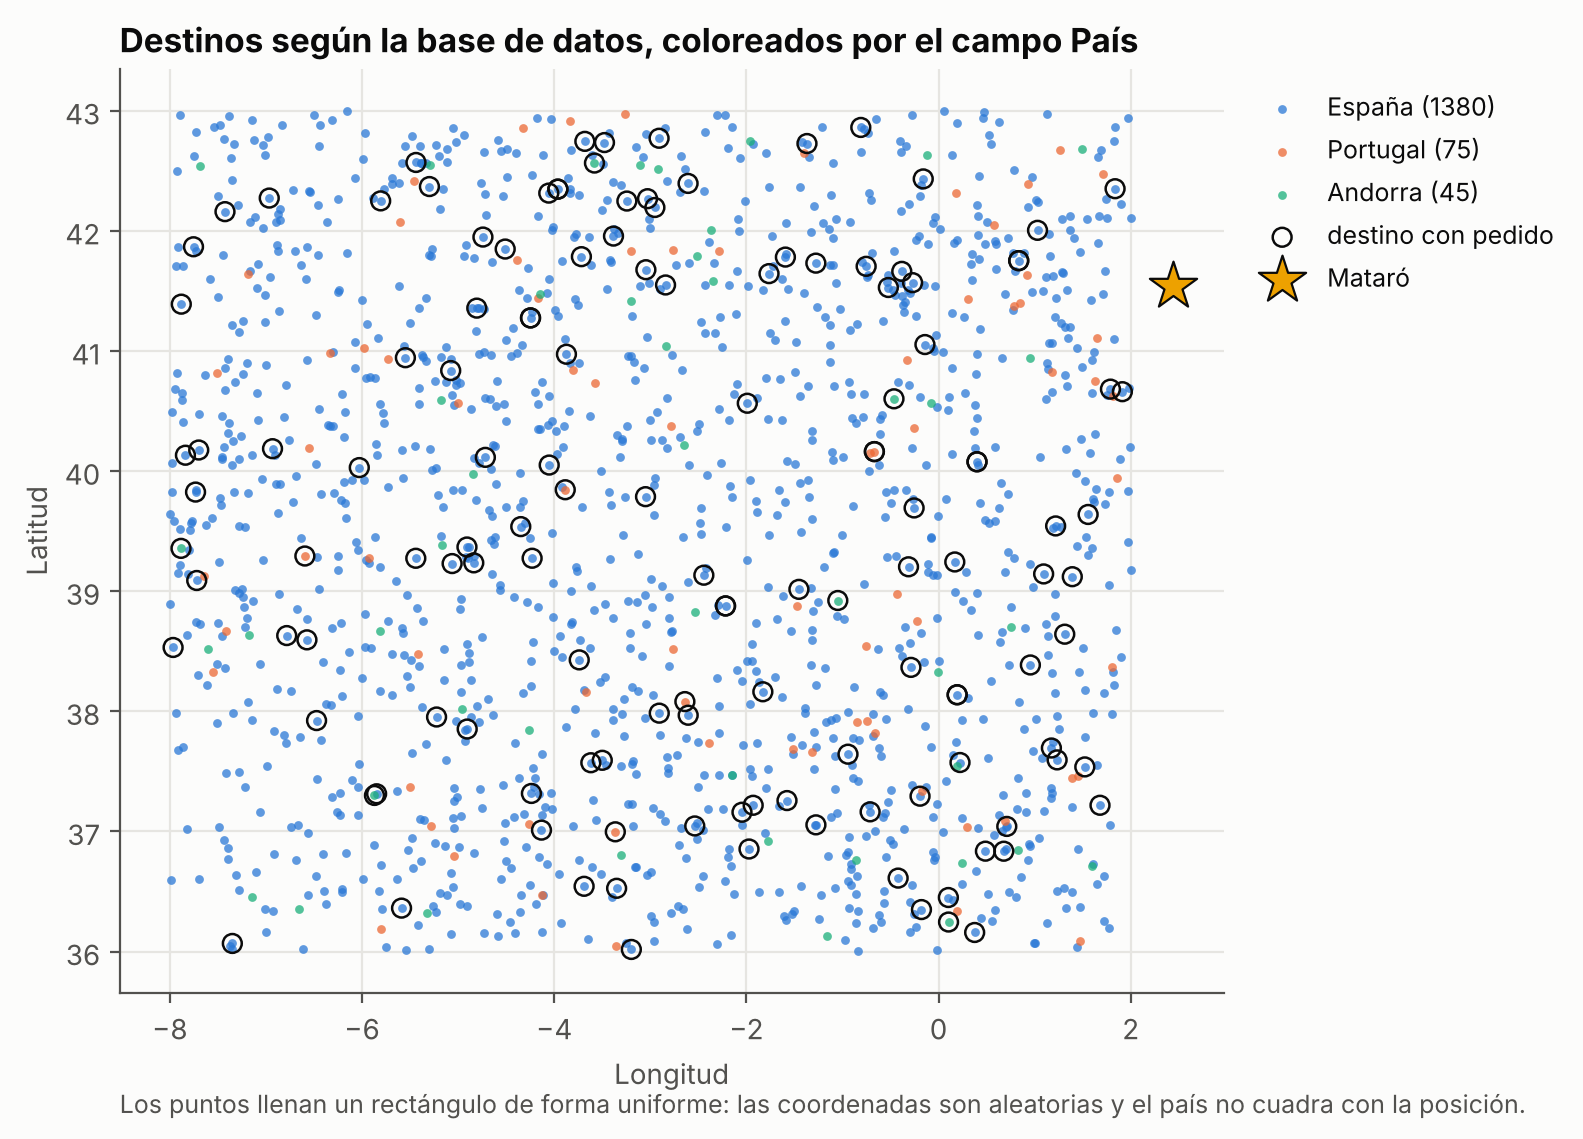 Destinos según la base de datos, coloreados por el campo País
España (1380)
Portugal (75)
Andorra (45)
destino con pedido
Mataró
Latitud
43
42
41
40
39
38
37
36
−8
−6
−4
−2
0
2
Longitud
Los puntos llenan un rectángulo de forma uniforme: las coordenadas son aleatorias y el país no cuadra con la posición.